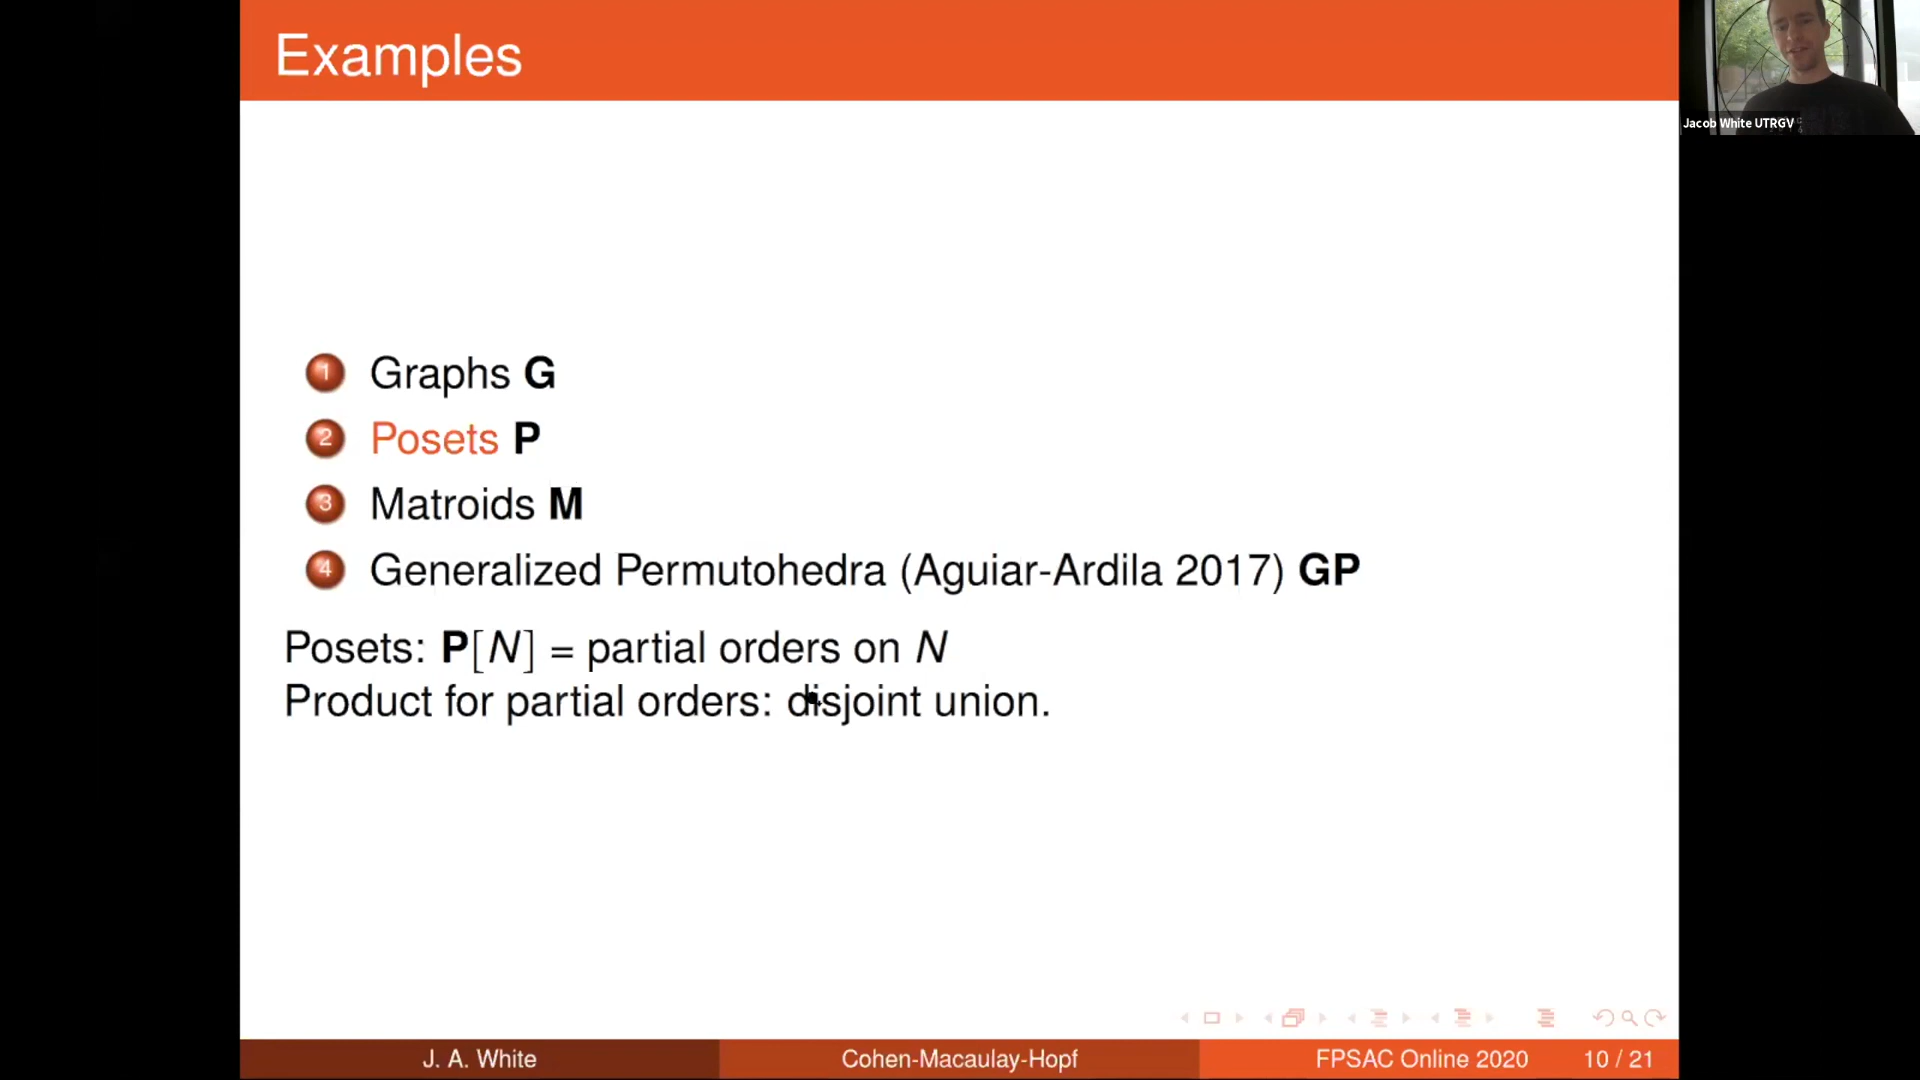 Examples
Jacob White UTRGV
1 Graphs G
2 Posets P
3 Matroids M
4 Generalized Permutohedra (Aguiar-Ardila 2017) GP
Posets: P[N] = partial orders on N
Product for partial orders: disjoint union.
J. A. White Cohen-Macaulay-Hopf FPSAC Online 2020 10 / 21